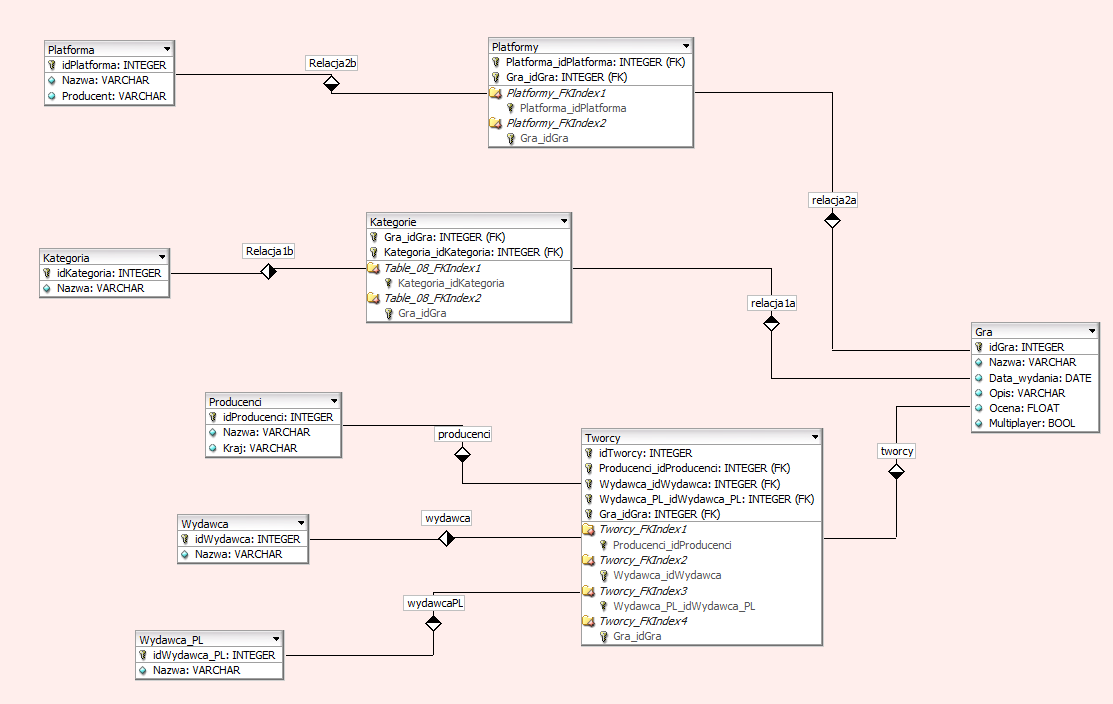 Platforma
idPlatforma: INTEGER
Nazwa: VARCHAR
Producent: VARCHAR
Relacja2b
Platformy
Platforma_idPlatforma: INTEGER (FK)
Gra_idGra: INTEGER (FK)
Platformy_FKIndex1
Platforma_idPlatforma
Platformy_FKIndex2
Gra_idGra
relacja2a
Kategoria
idKategoria: INTEGER
Nazwa: VARCHAR
Relacja1b
Kategorie
Gra_idGra: INTEGER (FK)
Kategoria_idKategoria: INTEGER (FK)
Table_08_FKIndex1
Kategoria_idKategoria
Table_08_FKIndex2
Gra_idGra
relacja1a
Gra
idGra: INTEGER
Nazwa: VARCHAR
Data_wydania: DATE
Opis: VARCHAR
Ocena: FLOAT
Multiplayer: BOOL
Producenci
idProducenci: INTEGER
Nazwa: VARCHAR
Kraj: VARCHAR
producenci
Tworcy
idTworcy: INTEGER
Producenci_idProducenci: INTEGER (FK)
Wydawca_idWydawca: INTEGER (FK)
Wydawca_PL_idWydawca_PL: INTEGER (FK)
Gra_idGra: INTEGER (FK)
Tworcy_FKIndex1
Producenci_idProducenci
Tworcy_FKIndex2
Wydawca_idWydawca
Tworcy_FKIndex3
Wydawca_PL_idWydawca_PL
Tworcy_FKIndex4
Gra_idGra
tworcy
Wydawca
idWydawca: INTEGER
Nazwa: VARCHAR
wydawca
Wydawca_PL
idWydawca_PL: INTEGER
Nazwa: VARCHAR
wydawcaPL